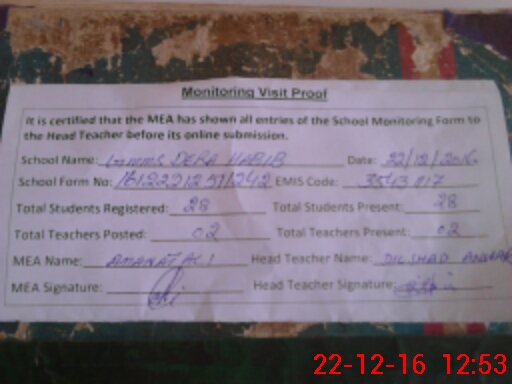 Monitoring Visit Proof
It is certified that the MEA has shown all entries of the School Monitoring Form to
the Head Teacher before its online submission.
School Name: DERA HABIB Date: 22/12/2016
School Form No: EMIS Code:
Total Students Registered: 28 Total Students Present: 28
Total Teachers Posted: 02 Total Teachers Present: 02
MEA Name: AMANAT ALI Head Teacher Name: DILSHAD
MEA Signature: Head Teacher Signature:
22-12-16 12:53